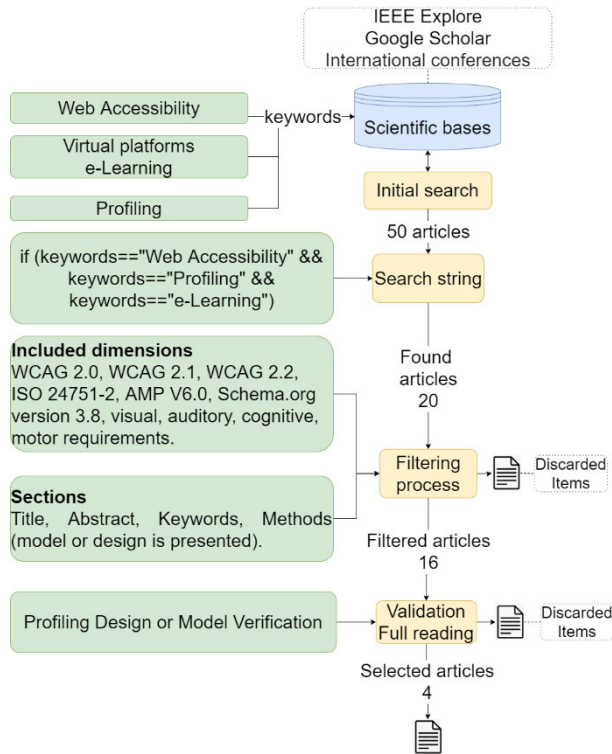 IEEE Explore
Google Scholar
International conferences
Web Accessibility
keywords
Scientific bases
Virtual platforms
e-Learning
Profiling
Initial search
50 articles
if (keywords=="Web Accessibility" &&
keywords=="Profiling" &&
keywords=="e-Learning")
Search string
Found
articles
20
Included dimensions
WCAG 2.0, WCAG 2.1, WCAG 2.2,
ISO 24751-2, AMP V6.0, Schema.org
version 3.8, visual, auditory, cognitive,
motor requirements.
Filtering
process
Discarded
Items
Sections
Title, Abstract, Keywords, Methods
(model or design is presented).
Filtered articles
16
Profiling Design or Model Verification
Validation
Full reading
Discarded
Items
Selected articles
4